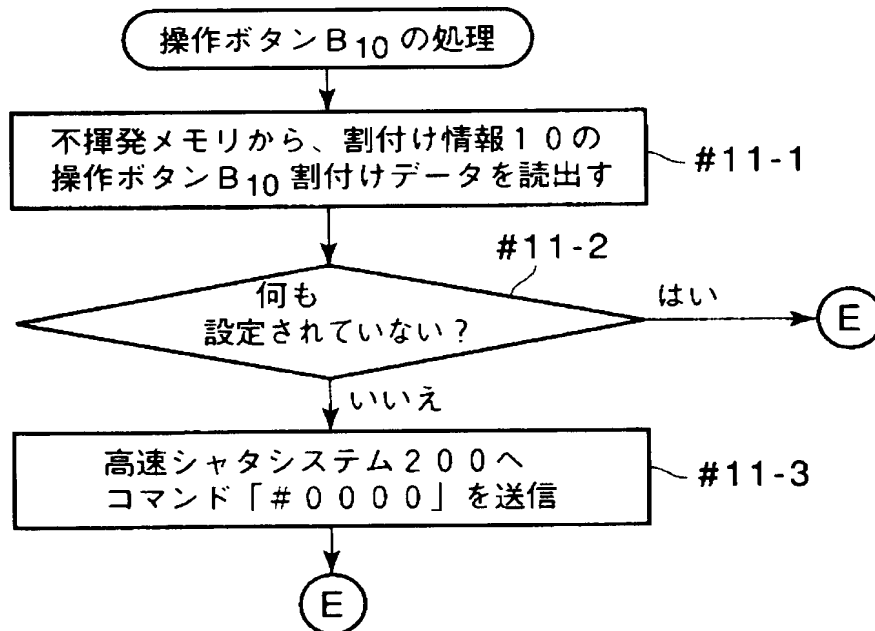 操作ボタンB10の処理
不揮発メモリから、割付け情報10の
操作ボタンB10割付けデータを読出す
#11-1
#11-2
何も
設定されていない?
はい
E
いいえ
高速シャタシステム200へ
コマンド「#0000」を送信
#11-3
E